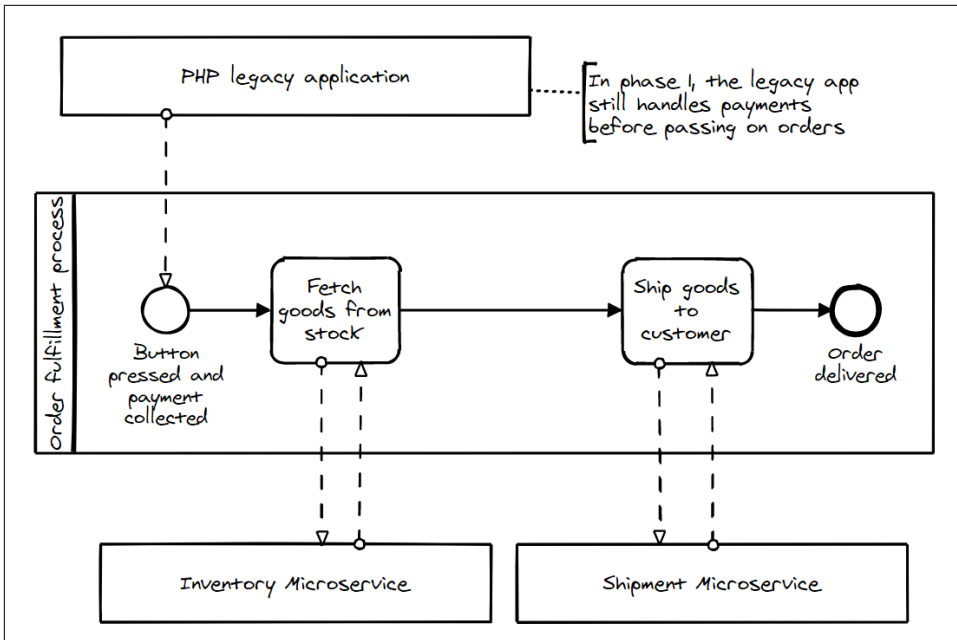 PHP legacy application
In phase 1, the legacy app
still handles payments
before passing on orders
Order fulfillment process
Button
pressed and
payment
collected
Fetch
goods from
stock
Ship goods
to
customer
Order
delivered
Inventory Microservice
Shipment Microservice